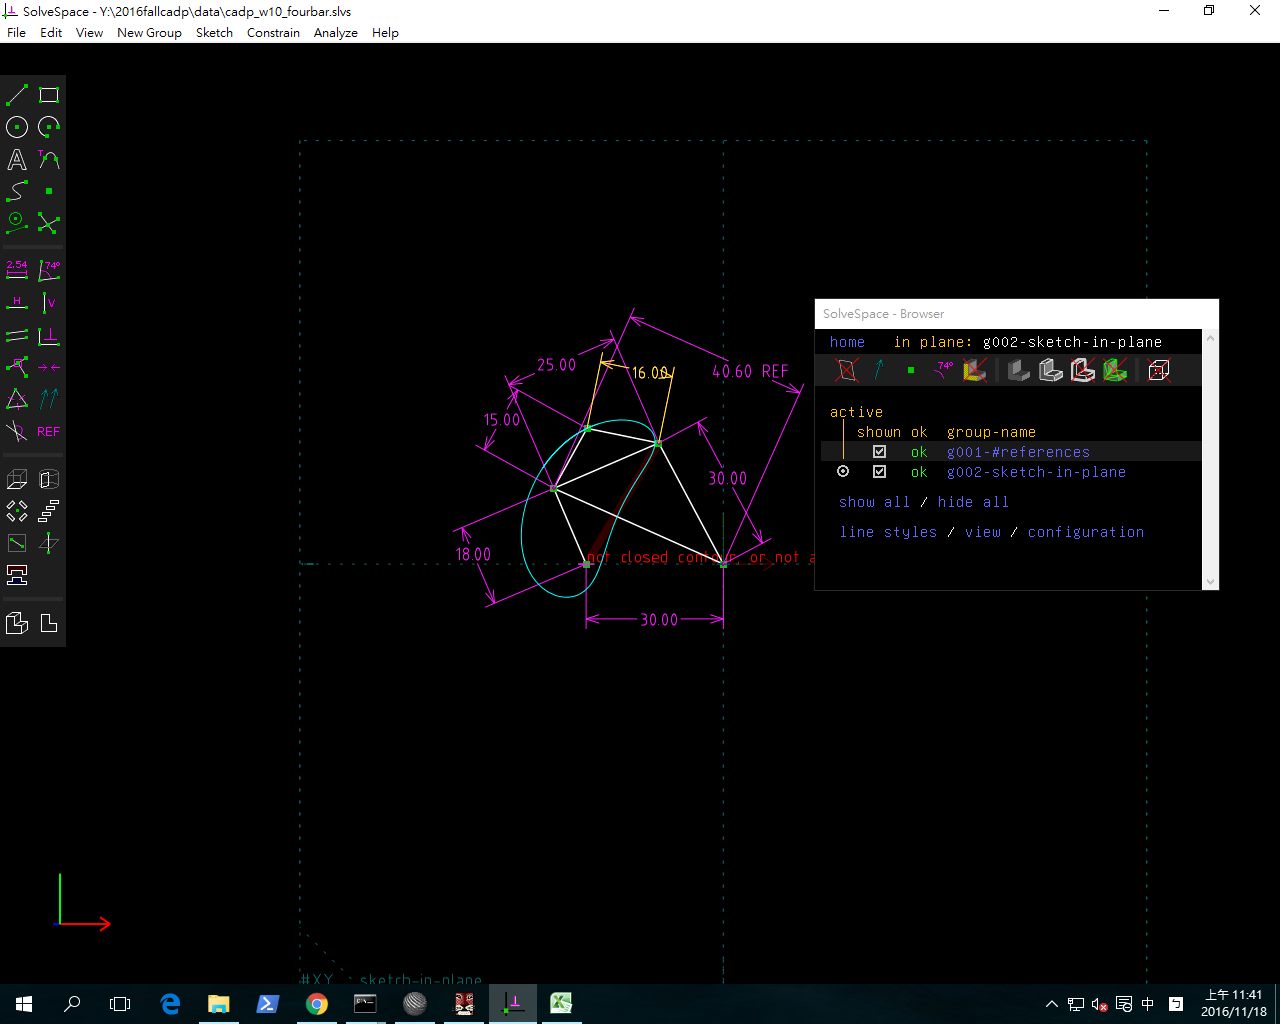 SolveSpace - Y:\2016fallcadp\data\cadp_w10_fourbar.slvs
File Edit View New Group Sketch Constrain Analyze Help
A T
2.54 74°
H V
REF
25.00
16.00
40.60 REF
15.00
30.00
18.00
not closed contour, or not a
30.00
SolveSpace - Browser
home in plane: g002-sketch-in-plane
74°
active
shown ok group-name
ok g001-#references
ok g002-sketch-in-plane
show all / hide all
line styles / view / configuration
#XY sketch-in-plane
中
上午 11:41
2016/11/18